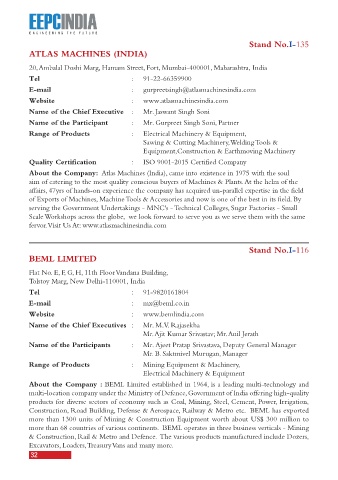 EEPCINDIA
ENGINEERING THE FUTURE
Stand No.I-135
ATLAS MACHINES (INDIA)
20, Ambalal Doshi Marg, Hamam Street, Fort, Mumbai-400001, Maharashtra, India
Tel : 91-22-66359900
E-mail : gurpreetsingh@atlasmachinesindia.com
Website : www.atlasmachinesindia.com
Name of the Chief Executive : Mr. Jaswant Singh Soni
Name of the Participant : Mr. Gurpreet Singh Soni, Partner
Range of Products : Electrical Machinery & Equipment,
Sawing & Cutting Machinery, Welding Tools &
Equipment,Construction & Earthmoving Machinery
Quality Certification : ISO 9001-2015 Certified Company
About the Company: Atlas Machines (India), came into existence in 1975 with the soul
aim of catering to the most quality conscious buyers of Machines & Plants. At the helm of the
affairs, 47yrs of hands-on experience the company has acquired un-parallel expertise in the field
of Exports of Machines, Machine Tools & Accessories and now is one of the best in its field. By
serving the Government Undertakings - MNC's - Technical Colleges, Sugar Factories - Small
Scale Workshops across the globe, we look forward to serve you as we serve them with the same
fervor. Visit Us At: www.atlasmachinesindia.com
Stand No.I-116
BEML LIMITED
Flat No. E, F, G, H, 11th Floor Vandana Building,
Tolstoy Marg, New Delhi-110001, India
Tel : 91-9820161804
E-mail : mx@beml.co.in
Website : www.bemlindia.com
Name of the Chief Executives : Mr. M.V. Rajasekha
Mr. Ajit Kumar Srivastav; Mr. Anil Jerath
Name of the Participants : Mr. Ajeet Pratap Srivastava, Deputy General Manager
Mr. B. Sakthivel Murugan, Manager
Range of Products : Mining Equipment & Machinery,
Electrical Machinery & Equipment
About the Company : BEML Limited established in 1964, is a leading multi-technology and
multi-location company under the Ministry of Defence, Government of India offering high-quality
products for diverse sectors of economy such as Coal, Mining, Steel, Cement, Power, Irrigation,
Construction, Road Building, Defense & Aerospace, Railway & Metro etc. BEML has exported
more than 1300 units of Mining & Construction Equipment worth about US$ 300 million to
more than 68 countries of various continents. BEML operates in three business verticals - Mining
& Construction, Rail & Metro and Defence. The various products manufactured include Dozers,
Excavators, Loaders, Treasury Vans and many more.
32